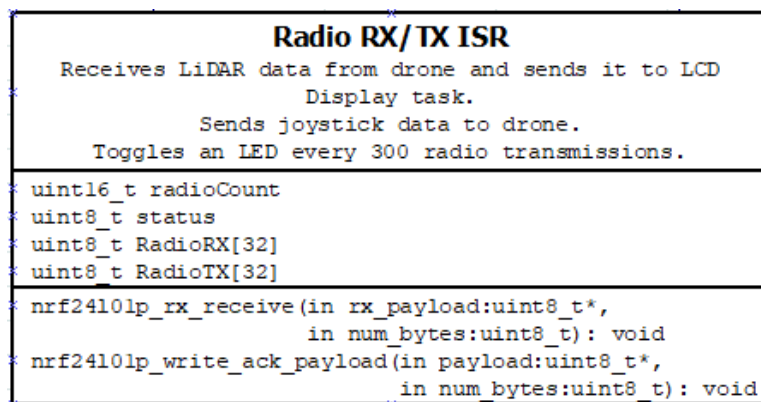 Radio RX/TX ISR
Receives LiDAR data from drone and sends it to LCD
Display task.
Sends joystick data to drone.
Toggles an LED every 300 radio transmissions.
uint16_t radioCount
uint8_t status
uint8_t RadioRX[32]
uint8_t RadioTX[32]
nrf24l01p_rx_receive(in rx_payload:uint8_t*,
in num_bytes:uint8_t): void
nrf24l01p_write_ack_payload(in payload:uint8_t*,
in num_bytes:uint8_t): void